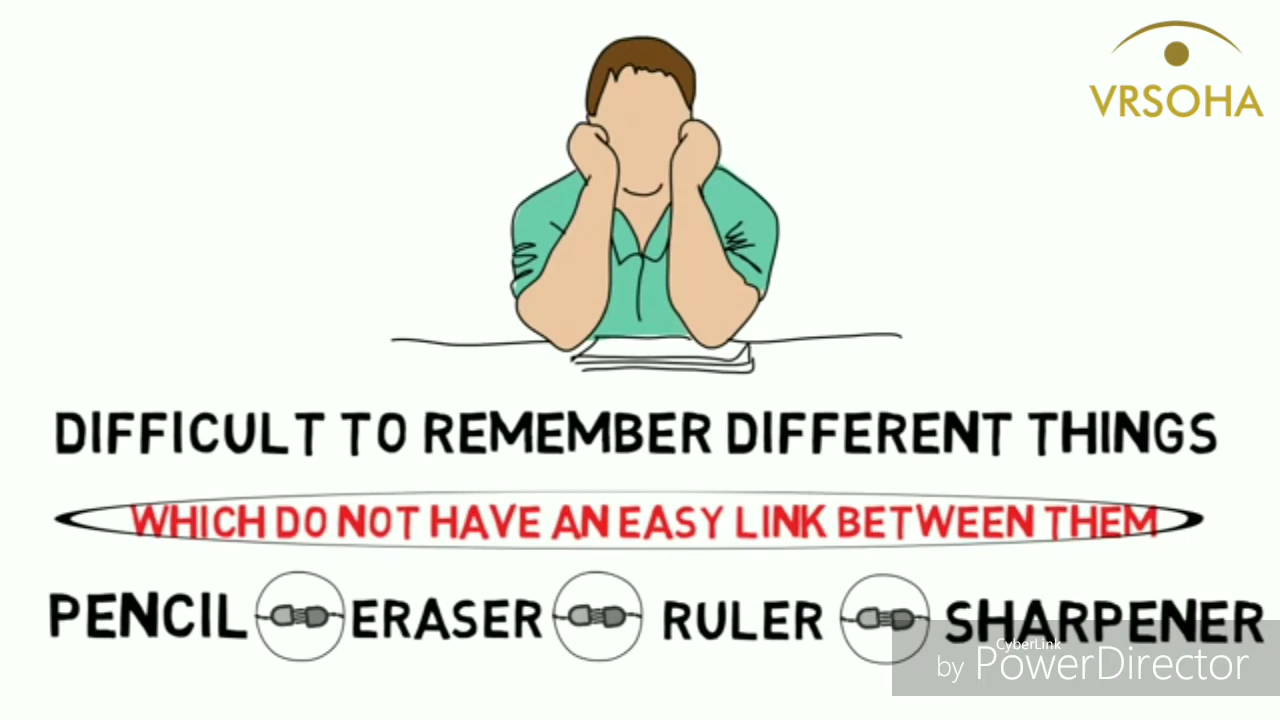 VRSOHA
DIFFICULT TO REMEMBER DIFFERENT THINGS
WHICH DO NOT HAVE AN EASY LINK BETWEEN THEM
PENCIL ERASER RULER SHARPENER
CyberLink
by PowerDirector